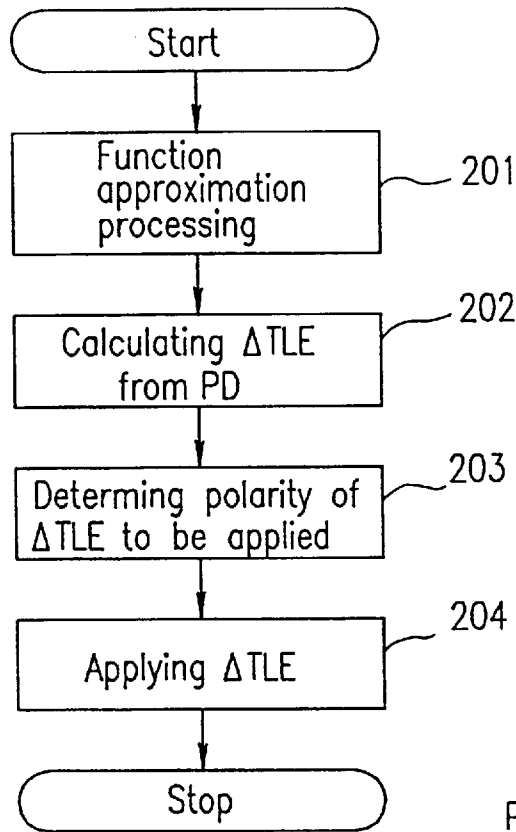 Start
Function
approximation
processing
201
Calculating ΔTLE
from PD
202
Determing polarity of
ΔTLE to be applied
203
Applying ΔTLE
204
Stop